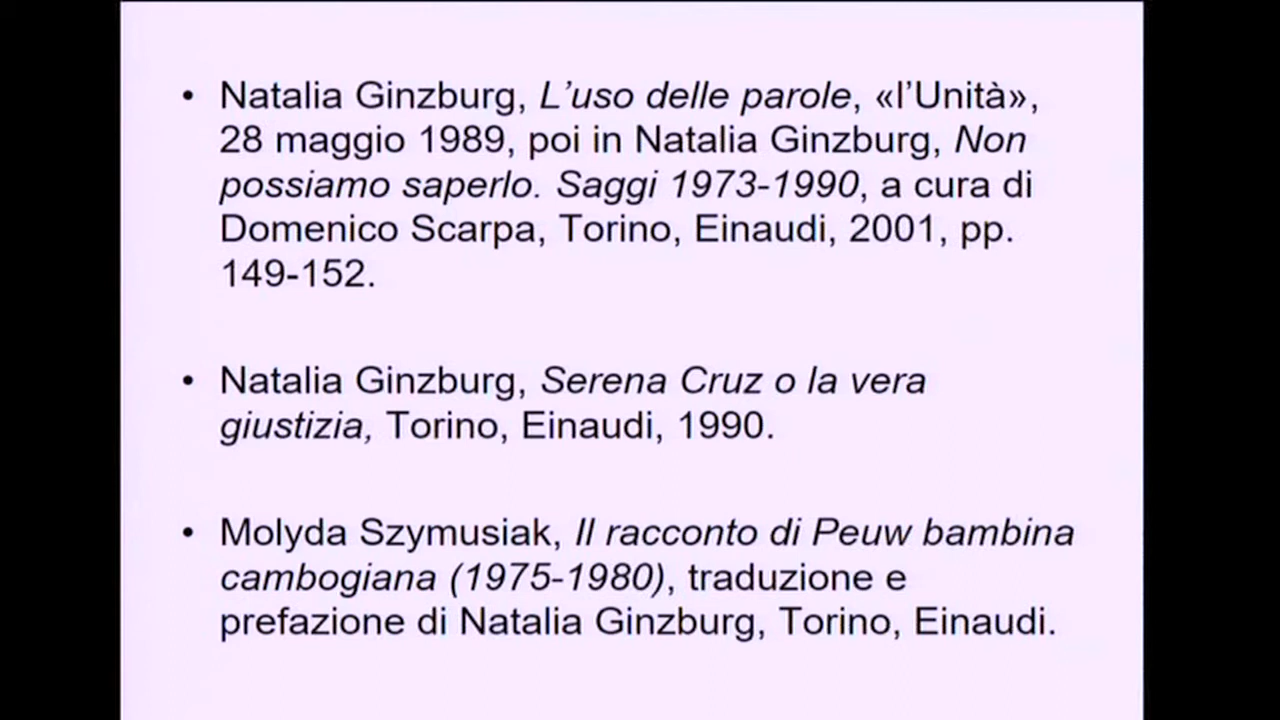 • Natalia Ginzburg, L’uso delle parole, «l’Unità»,
28 maggio 1989, poi in Natalia Ginzburg, Non
possiamo saperlo. Saggi 1973-1990, a cura di
Domenico Scarpa, Torino, Einaudi, 2001, pp.
149-152.
• Natalia Ginzburg, Serena Cruz o la vera
giustizia, Torino, Einaudi, 1990.
• Molyda Szymusiak, Il racconto di Peuw bambina
cambogiana (1975-1980), traduzione e
prefazione di Natalia Ginzburg, Torino, Einaudi.